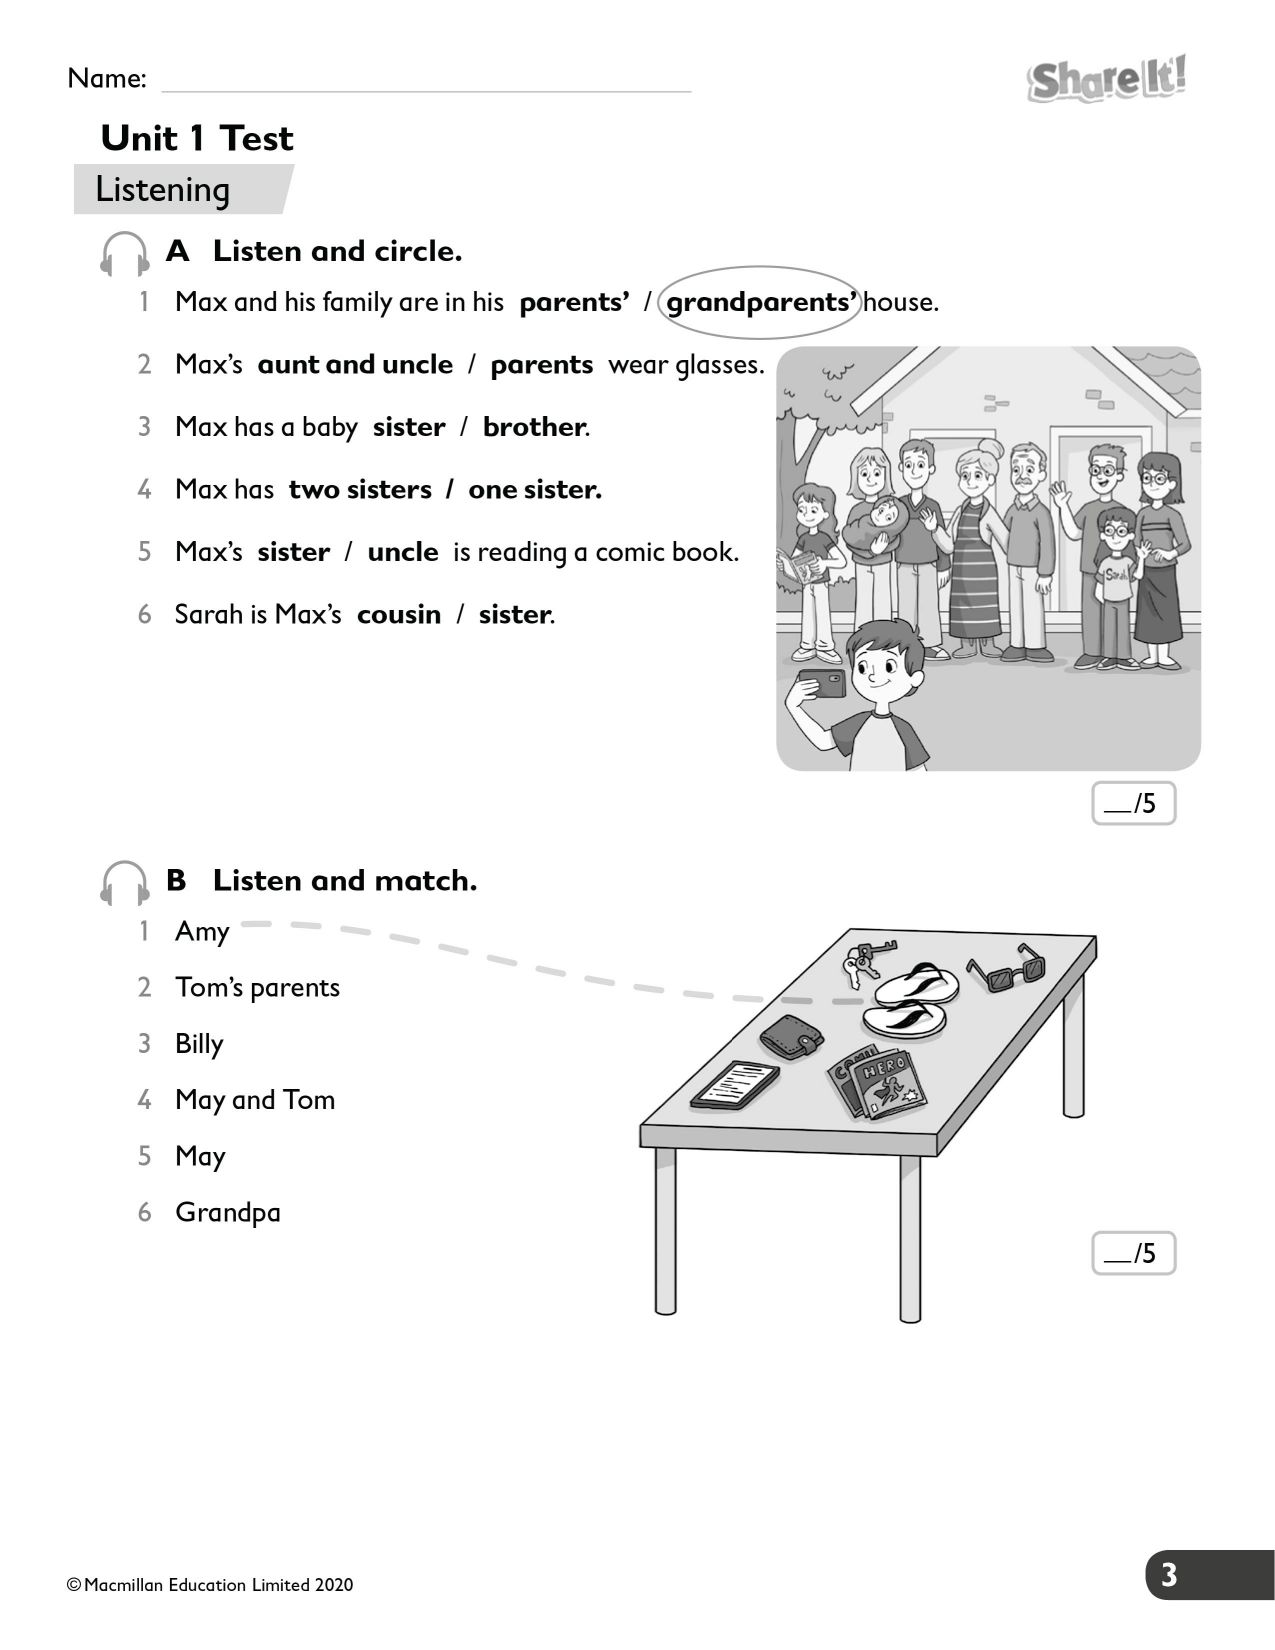 Name:
Share It!
Unit 1 Test
Listening
A Listen and circle.
1 Max and his family are in his parents’ / grandparents’ house.
2 Max’s aunt and uncle / parents wear glasses.
3 Max has a baby sister / brother.
4 Max has two sisters / one sister.
5 Max’s sister / uncle is reading a comic book.
6 Sarah is Max’s cousin / sister.
Sarah
__/5
B Listen and match.
1 Amy
2 Tom’s parents
3 Billy
4 May and Tom
5 May
6 Grandpa
HERO
__/5
© Macmillan Education Limited 2020
3